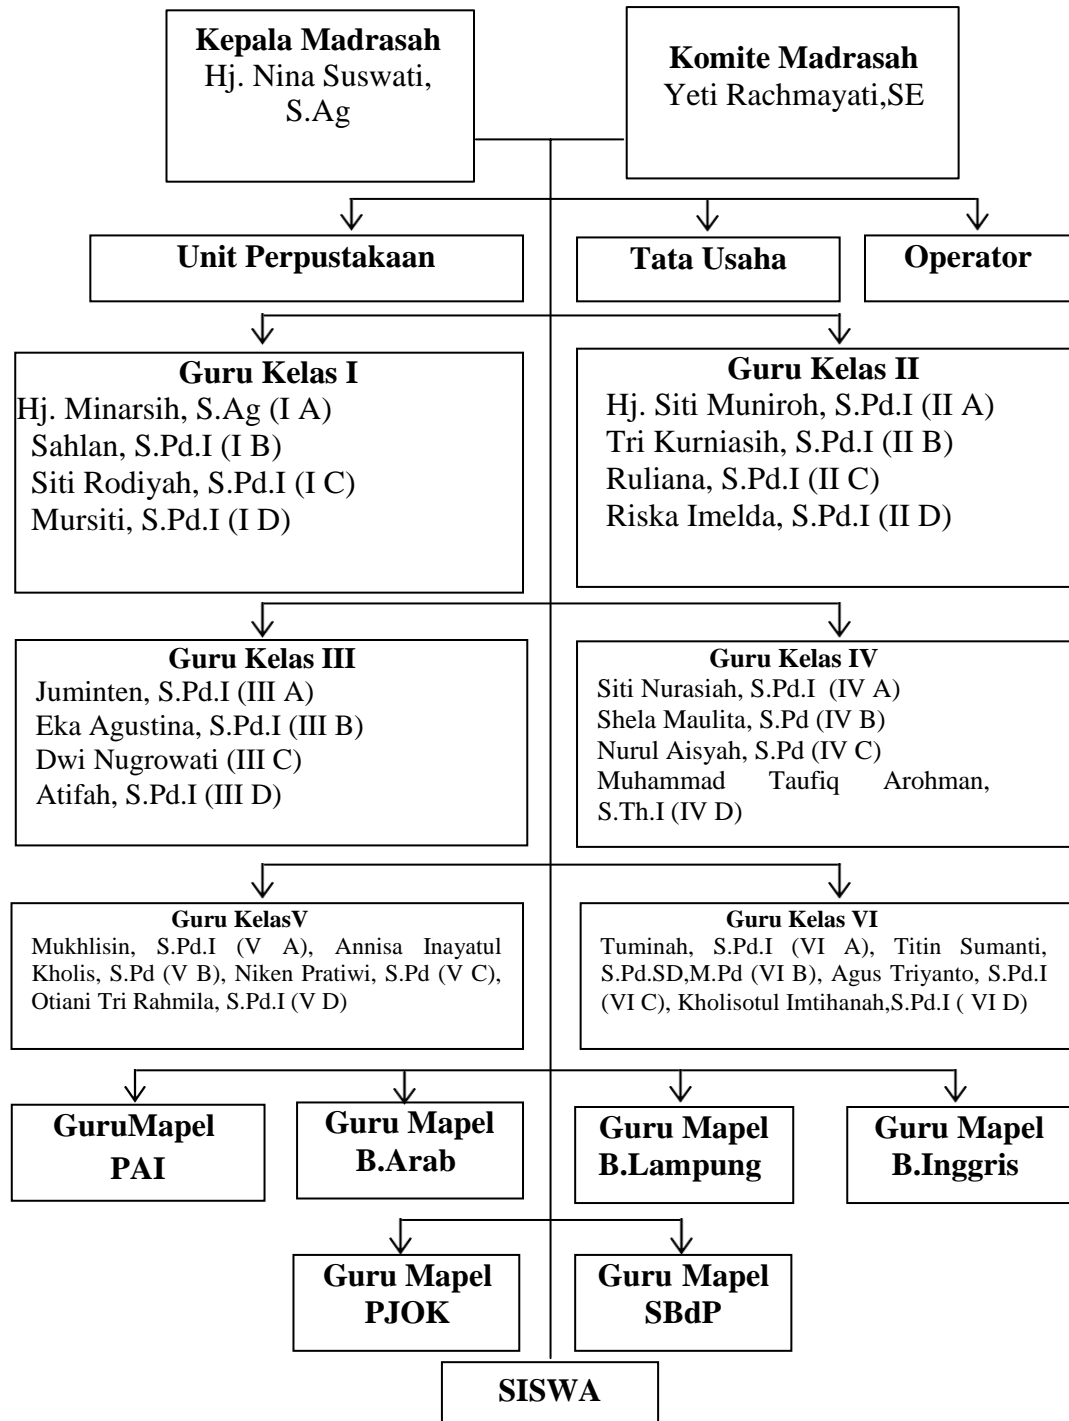 Kepala Madrasah
Hj. Nina Suswati,
S.Ag
Komite Madrasah
Yeti Rachmayati,SE
Unit Perpustakaan
Tata Usaha
Operator
Guru Kelas I
Hj. Minarsih, S.Ag (I A)
Sahlan, S.Pd.I (I B)
Siti Rodiyah, S.Pd.I (I C)
Mursiti, S.Pd.I (I D)
Guru Kelas II
Hj. Siti Muniroh, S.Pd.I (II A)
Tri Kurniasih, S.Pd.I (II B)
Ruliana, S.Pd.I (II C)
Riska Imelda, S.Pd.I (II D)
Guru Kelas III
Juminten, S.Pd.I (III A)
Eka Agustina, S.Pd.I (III B)
Dwi Nugrowati (III C)
Atifah, S.Pd.I (III D)
Guru Kelas IV
Siti Nurasiah, S.Pd.I (IV A)
Shela Maulita, S.Pd (IV B)
Nurul Aisyah, S.Pd (IV C)
Muhammad Taufiq Arohman,
S.Th.I (IV D)
Guru KelasV
Mukhlisin, S.Pd.I (V A), Annisa Inayatul
Kholis, S.Pd (V B), Niken Pratiwi, S.Pd (V C),
Otiani Tri Rahmila, S.Pd.I (V D)
Guru Kelas VI
Tuminah, S.Pd.I (VI A), Titin Sumanti,
S.Pd.SD,M.Pd (VI B), Agus Triyanto, S.Pd.I
(VI C), Kholisotul Imtihanah,S.Pd.I ( VI D)
GuruMapel
PAI
Guru Mapel
B.Arab
Guru Mapel
B.Lampung
Guru Mapel
B.Inggris
Guru Mapel
PJOK
Guru Mapel
SBdP
SISWA